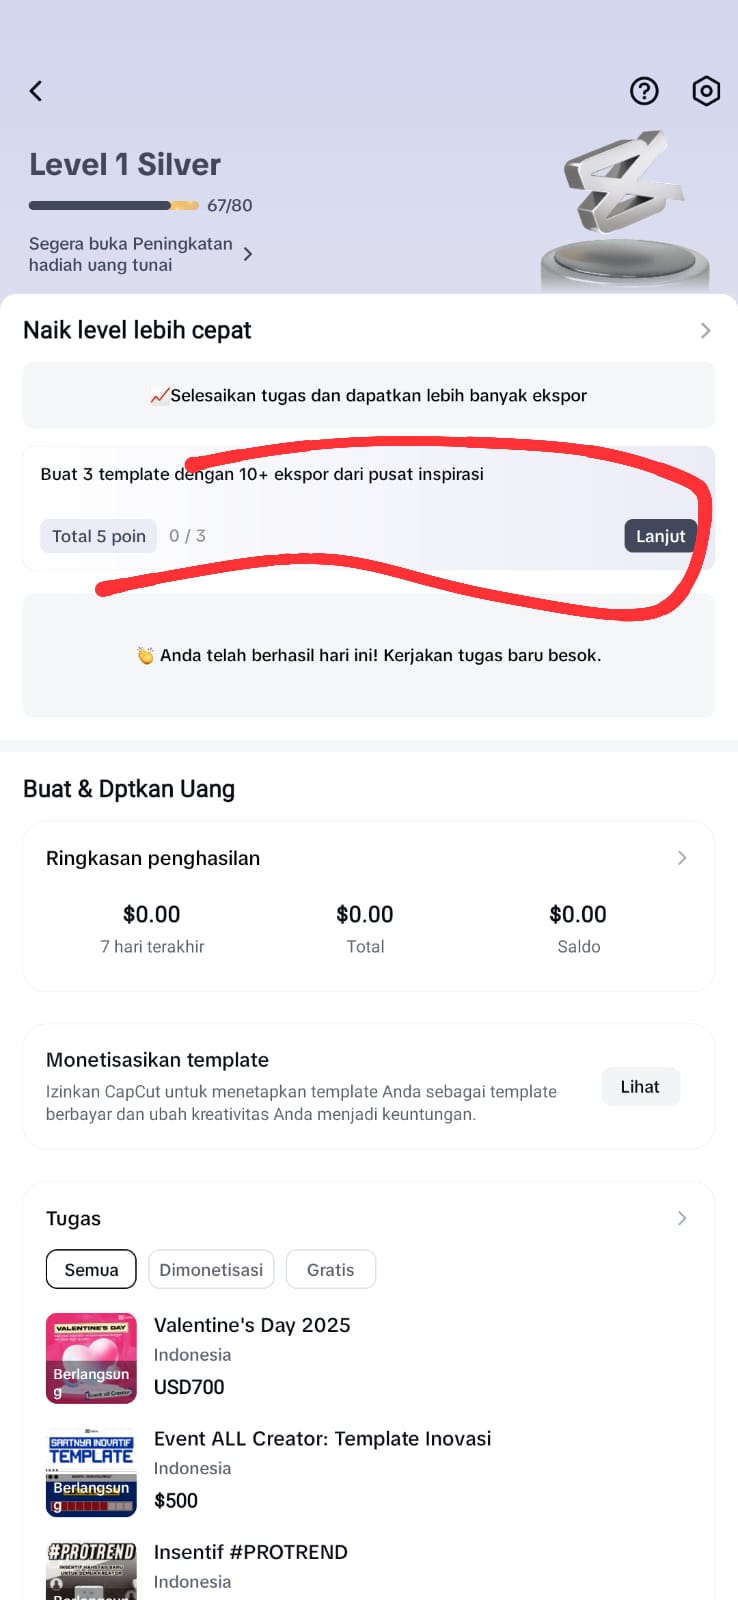 Level 1 Silver
67/80
Segera buka Peningkatan
hadiah uang tunai
Naik level lebih cepat
📈Selesaikan tugas dan dapatkan lebih banyak ekspor
Buat 3 template dengan 10+ ekspor dari pusat inspirasi
Total 5 poin 0 / 3
Lanjut
👏 Anda telah berhasil hari ini! Kerjakan tugas baru besok.
Buat & Dptkan Uang
Ringkasan penghasilan
$0.00 $0.00 $0.00
7 hari terakhir Total Saldo
Monetisasikan template
Izinkan CapCut untuk menetapkan template Anda sebagai template
berbayar dan ubah kreativitas Anda menjadi keuntungan.
Lihat
Tugas
Semua Dimonetisasi Gratis
VALENTINE'S DAY
Berlangsun
g
Valentine's Day 2025
Indonesia
USD700
SAATNYA INOVATIF
TEMPLATE
Berlangsun
g
Event ALL Creator: Template Inovasi
Indonesia
$500
#PROTREND
Insentif #PROTREND
Indonesia